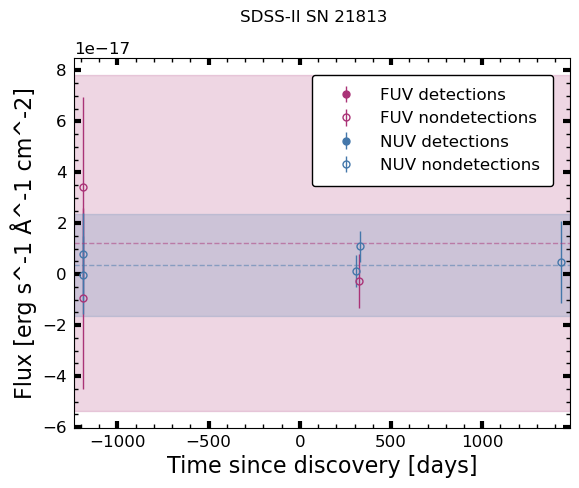 SDSS-II SN 21813
1e−17
8
6
4
2
0
−2
−4
−6
Flux [erg s^-1 Å^-1 cm^-2]
FUV detections
FUV nondetections
NUV detections
NUV nondetections
−1000
−500
0
500
1000
Time since discovery [days]